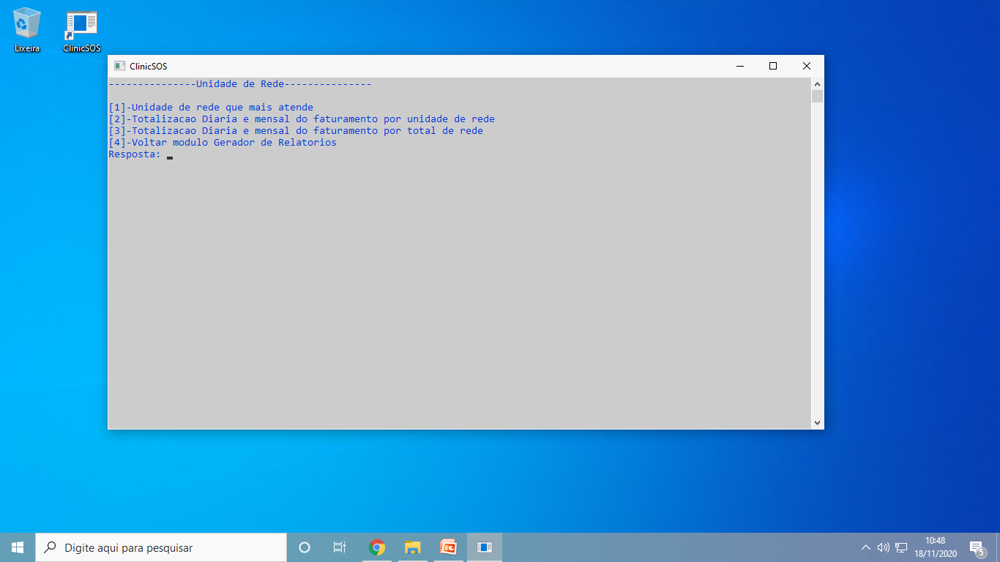 Lixeira
ClinicSOS
ClinicSOS
---------------Unidade de Rede---------------
[1]-Unidade de rede que mais atende
[2]-Totalizacao Diaria e mensal do faturamento por unidade de rede
[3]-Totalizacao Diaria e mensal do faturamento por total de rede
[4]-Voltar modulo Gerador de Relatorios
Resposta:
Digite aqui para pesquisar
10:48
18/11/2020
5